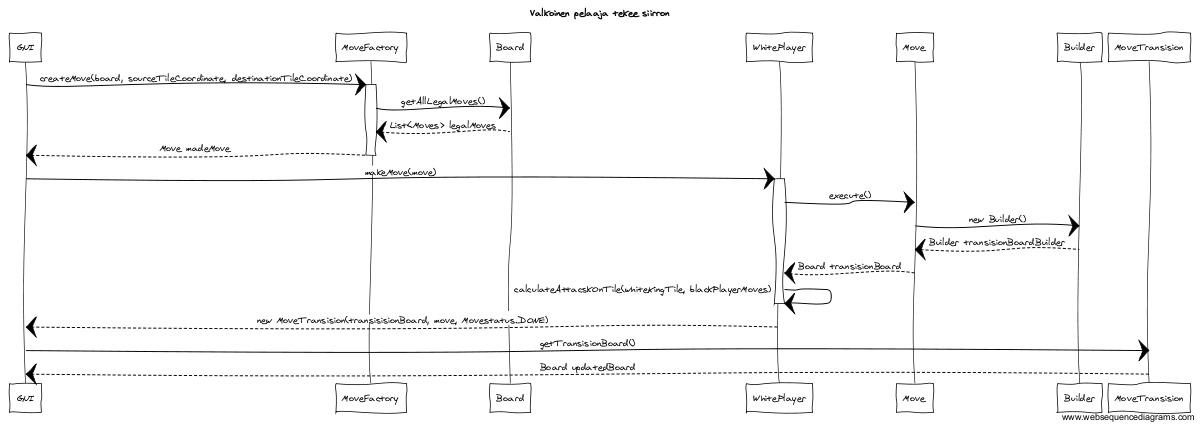 Valkoinen pelaaja tekee siirron
GUI MoveFactory Board WhitePlayer Move Builder MoveTransision
createMove(board, sourceTileCoordinate, destinationTileCoordinate)
getAllLegalMoves()
List<Moves> legalMoves
Move madeMove
makeMove(move)
execute()
new Builder()
Builder transisionBoardBuilder
Board transisionBoard
calculateAttacksOnTile(whiteKingTile, blackPlayerMoves)
new MoveTransision(transisisionBoard, move, Movestatus.DONE)
getTransisionBoard()
Board updatedBoard
GUI MoveFactory Board WhitePlayer Move Builder MoveTransision
www.websequencediagrams.com